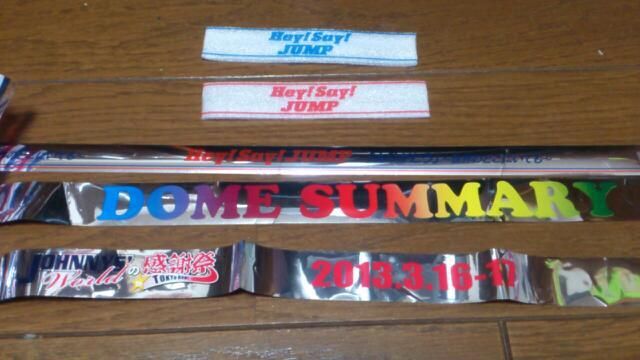 Hey! Say!
JUMP
Hey! Say!
JUMP
Hey! Say! JUMP
DOME SUMMARY
JOHNNYS' World の感謝祭
TOKYO DOME
2013.3.16-17